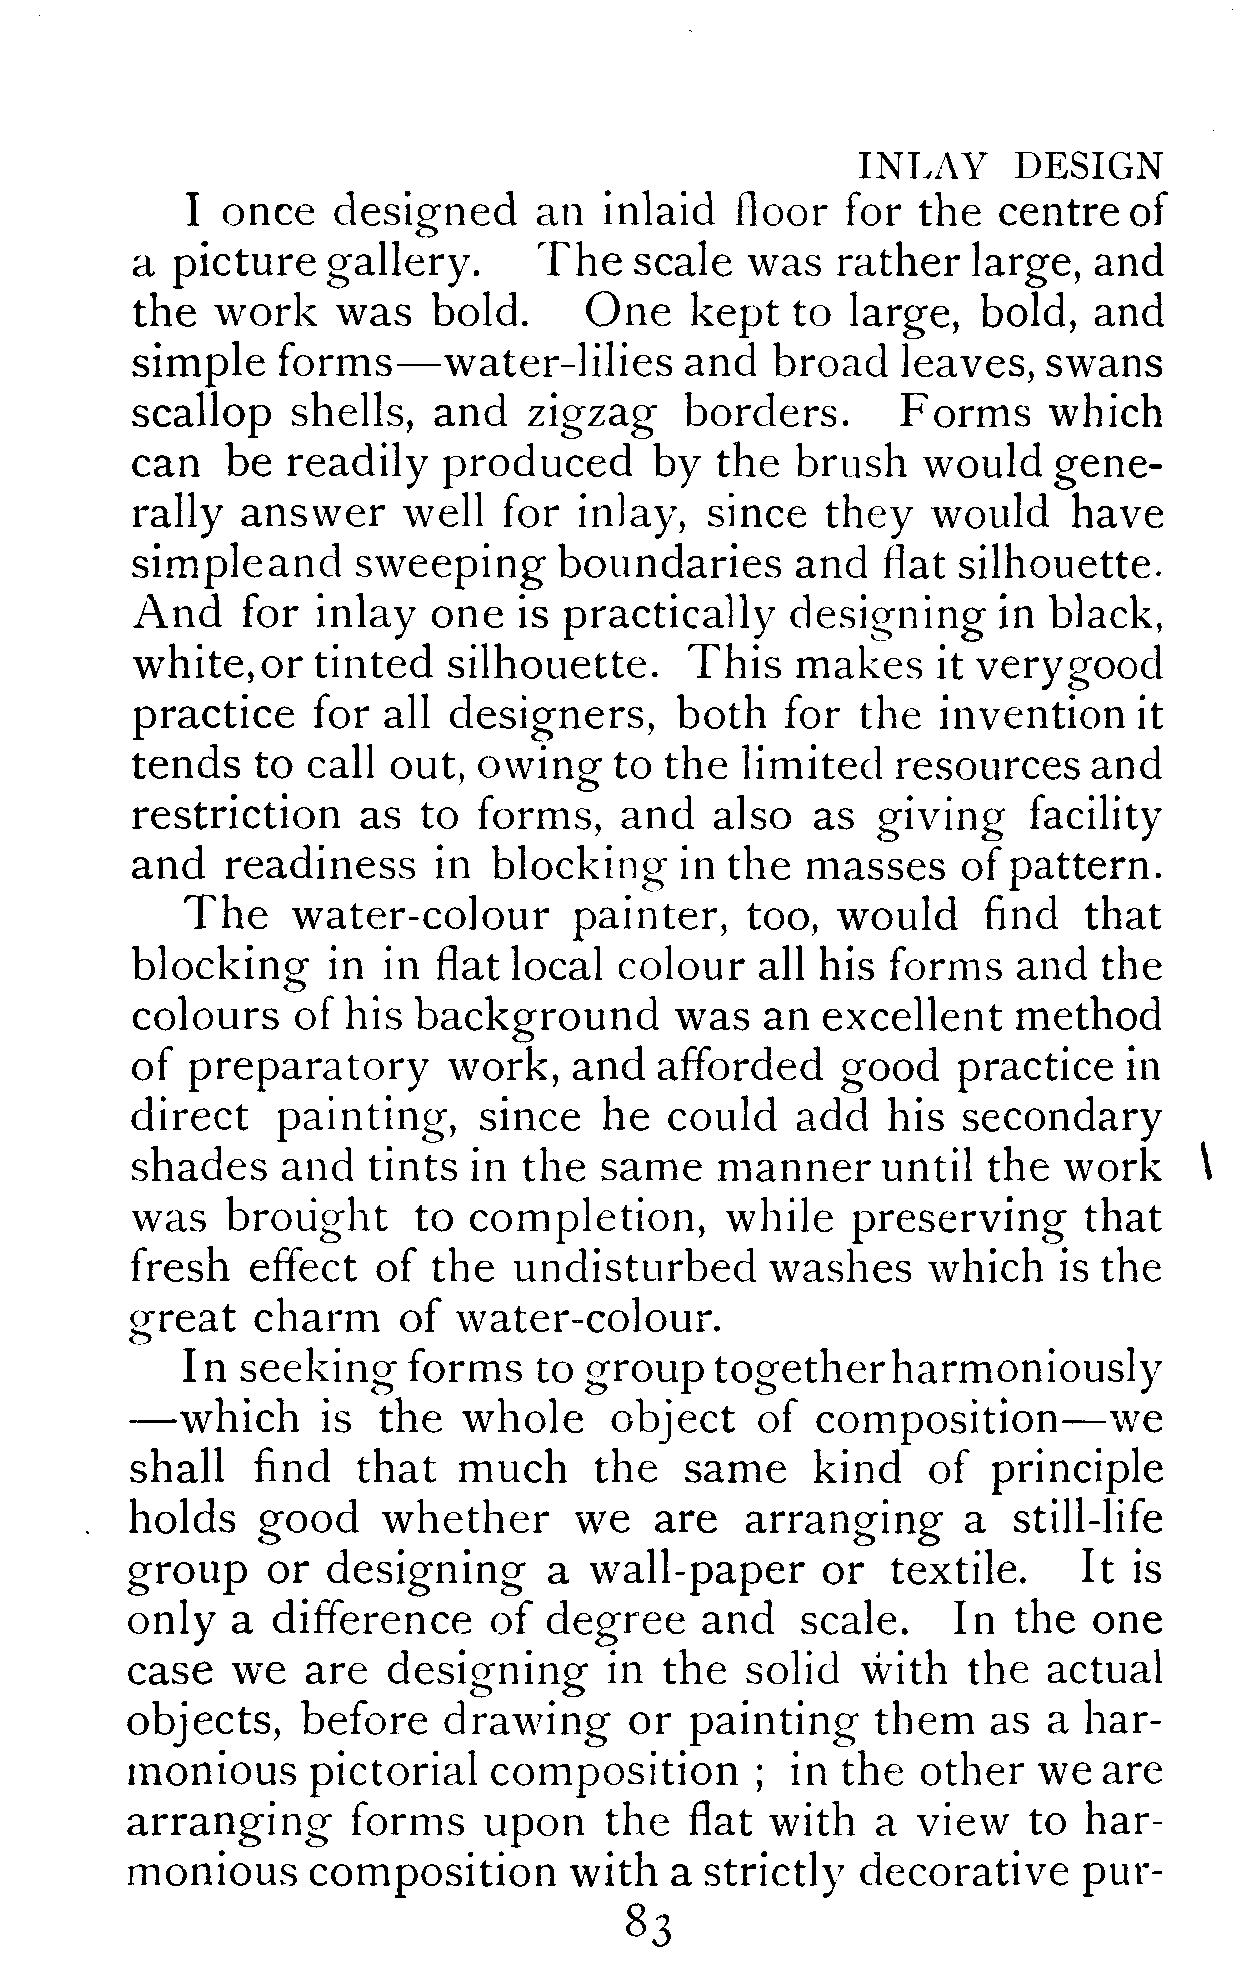 INLAY DESIGN
I once designed an inlaid floor for the centre of
a picture gallery. The scale was rather large, and
the work was bold. One kept to large, bold, and
simple forms—water-lilies and broad leaves, swans
scallop shells, and zigzag borders. Forms which
can be readily produced by the brush would gene-
rally answer well for inlay, since they would have
simple and sweeping boundaries and flat silhouette.
And for inlay one is practically designing in black,
white, or tinted silhouette. This makes it very good
practice for all designers, both for the invention it
tends to call out, owing to the limited resources and
restriction as to forms, and also as giving facility
and readiness in blocking in the masses of pattern.
The water-colour painter, too, would find that
blocking in in flat local colour all his forms and the
colours of his background was an excellent method
of preparatory work, and afforded good practice in
direct painting, since he could add his secondary
shades and tints in the same manner until the work
was brought to completion, while preserving that
fresh effect of the undisturbed washes which is the
great charm of water-colour.
In seeking forms to group together harmoniously
—which is the whole object of composition—we
shall find that much the same kind of principle
holds good whether we are arranging a still-life
group or designing a wall-paper or textile. It is
only a difference of degree and scale. In the one
case we are designing in the solid with the actual
objects, before drawing or painting them as a har-
monious pictorial composition ; in the other we are
arranging forms upon the flat with a view to har-
monious composition with a strictly decorative pur-
83